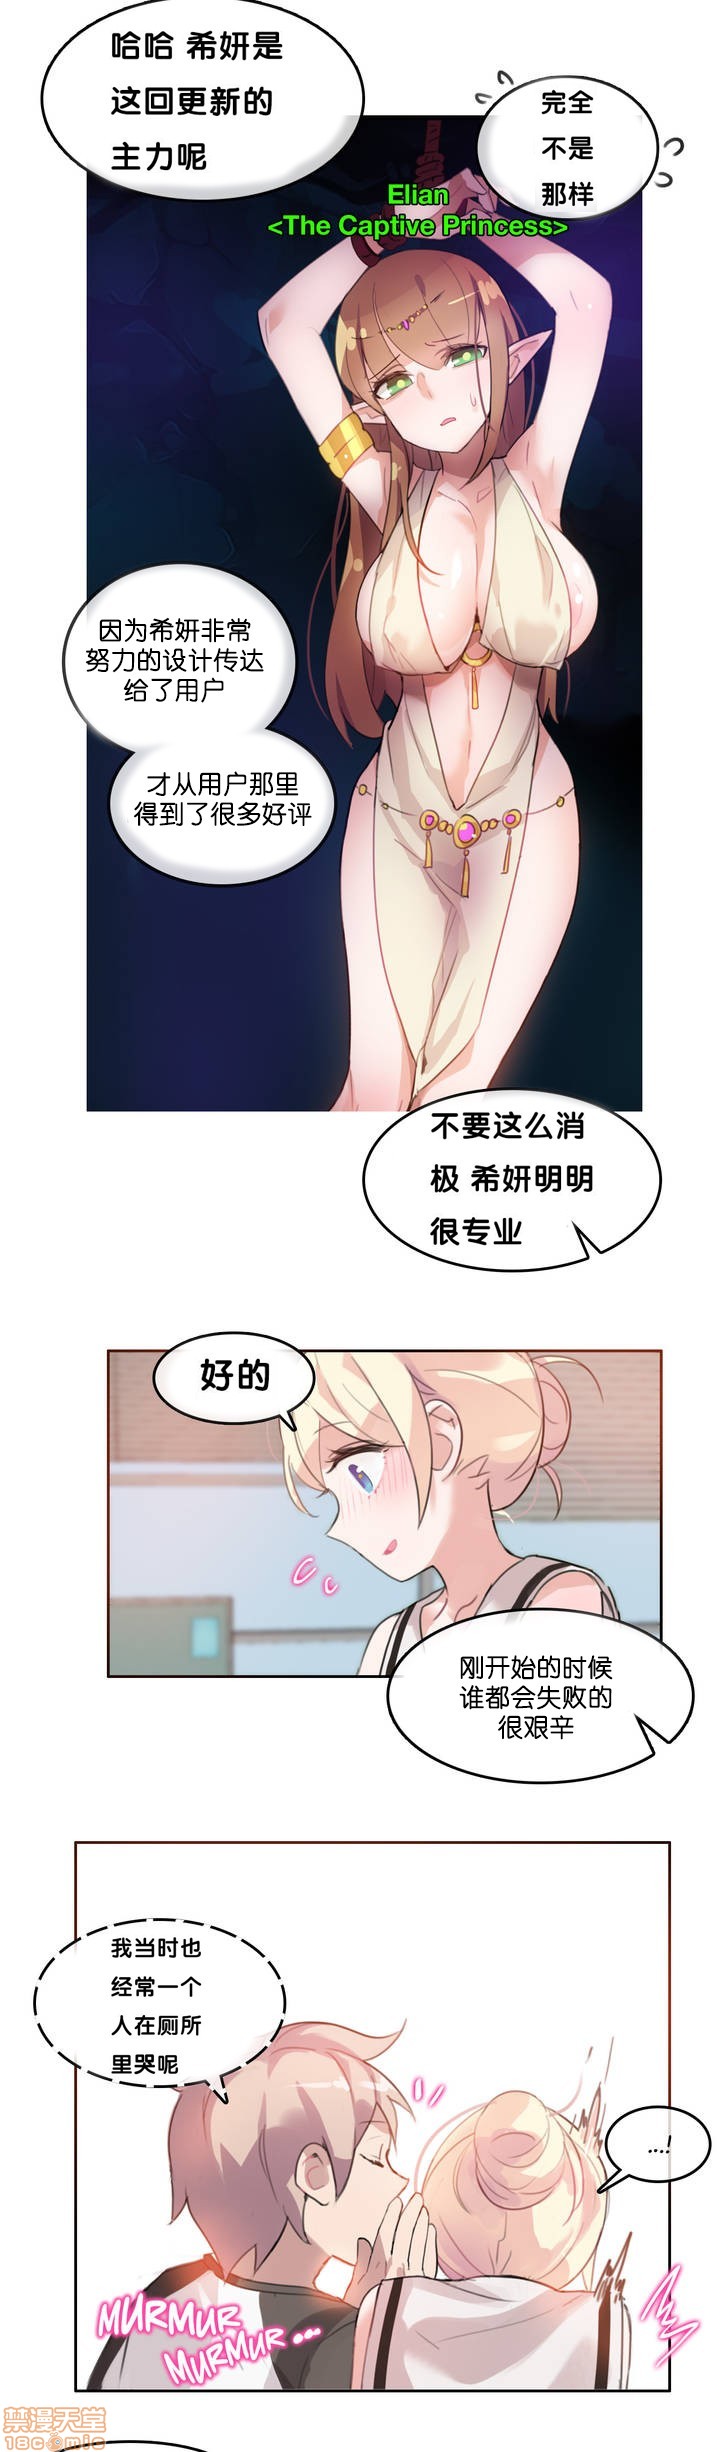 哈哈 希妍是
这回更新的
主力呢
完全
不是
那样
Elian
<The Captive Princess>
因为希妍非常
努力的设计传达
给了用户
才从用户那里
得到了很多好评
不要这么消
极 希妍明明
很专业
好的
刚开始的时候
谁都会失败的
很艰辛
我当时也
经常一个
人在厕所
里哭呢
....!
MURMUR
MURMUR...
禁漫天堂
18comic